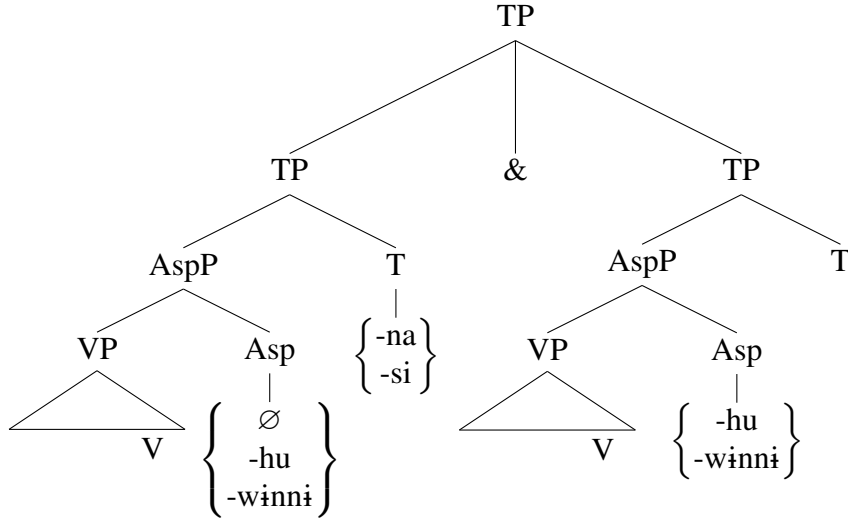 TP
TP & TP
AspP T AspP T
VP Asp -na -si VP Asp
V ∅ -hu -wɨnnɨ V -hu -wɨnnɨ